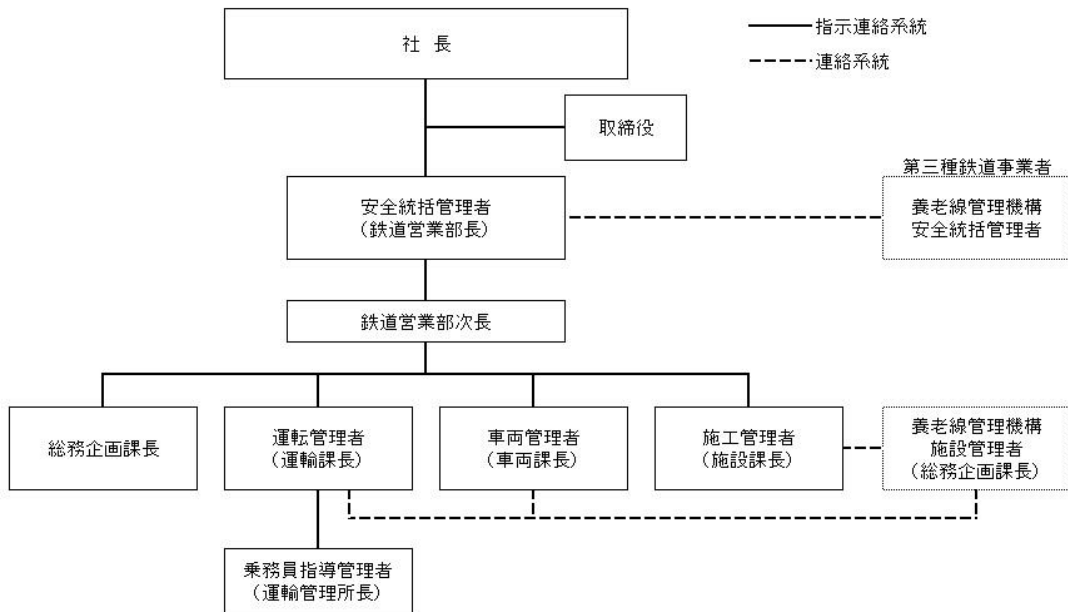 社 長
指示連絡系統
連絡系統
取締役
第三種鉄道事業者
安全統括管理者
(鉄道営業部長)
養老線管理機構
安全統括管理者
鉄道営業部次長
総務企画課長
運転管理者
(運輸課長)
車両管理者
(車両課長)
施工管理者
(施設課長)
養老線管理機構
施設管理者
(総務企画課長)
乗務員指導管理者
(運輸管理所長)